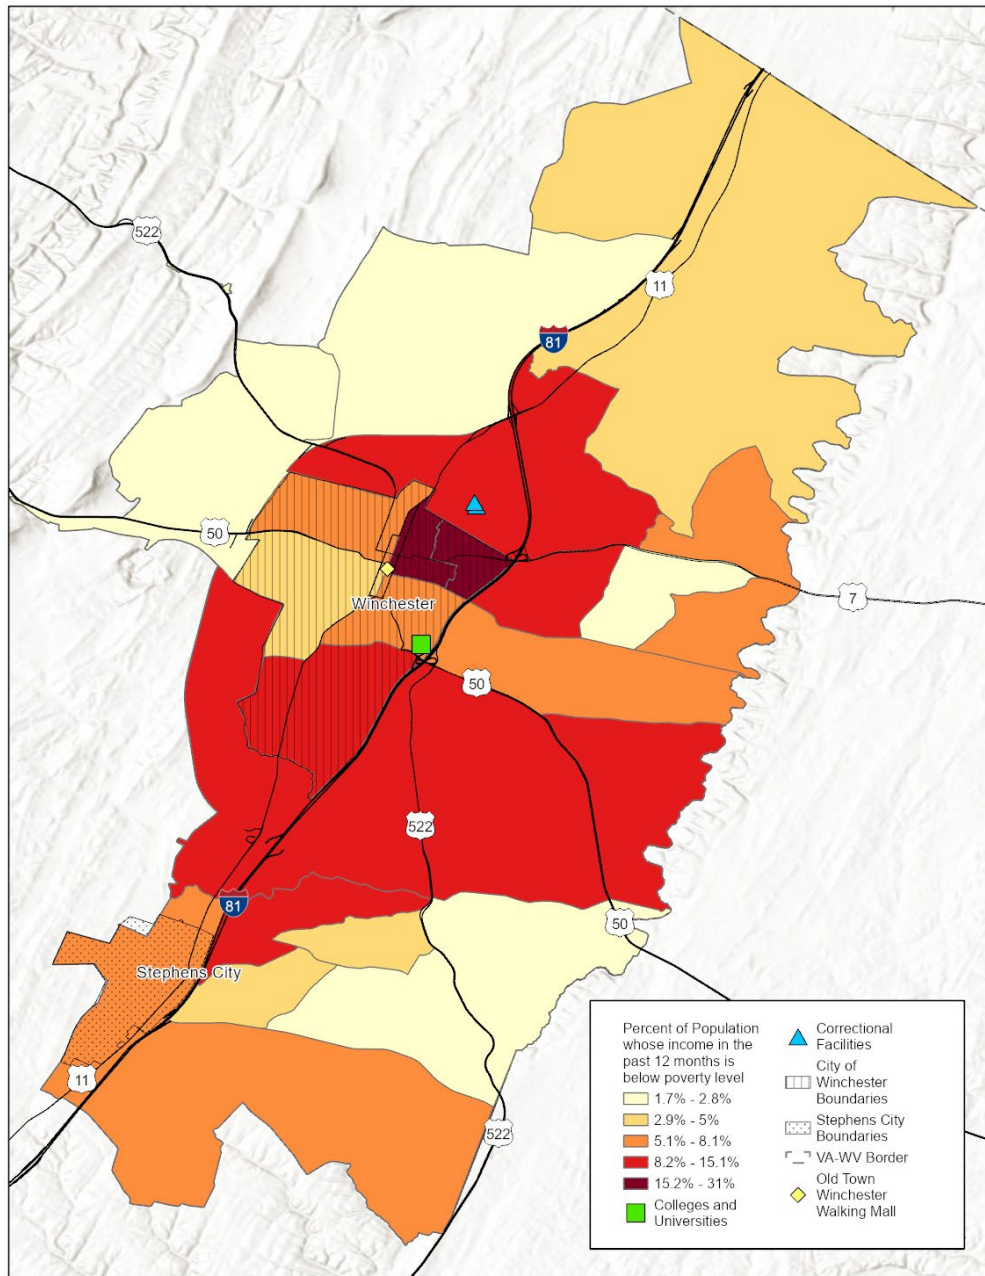 522
11
81
50
7
Winchester
50
522
81
50
Stephens City
11
522
Percent of Population
whose income in the
past 12 months is
below poverty level
1.7% - 2.8%
2.9% - 5%
5.1% - 8.1%
8.2% - 15.1%
15.2% - 31%
Colleges and
Universities
Correctional
Facilities
City of
Winchester
Boundaries
Stephens City
Boundaries
VA-WV Border
Old Town
Winchester
Walking Mall